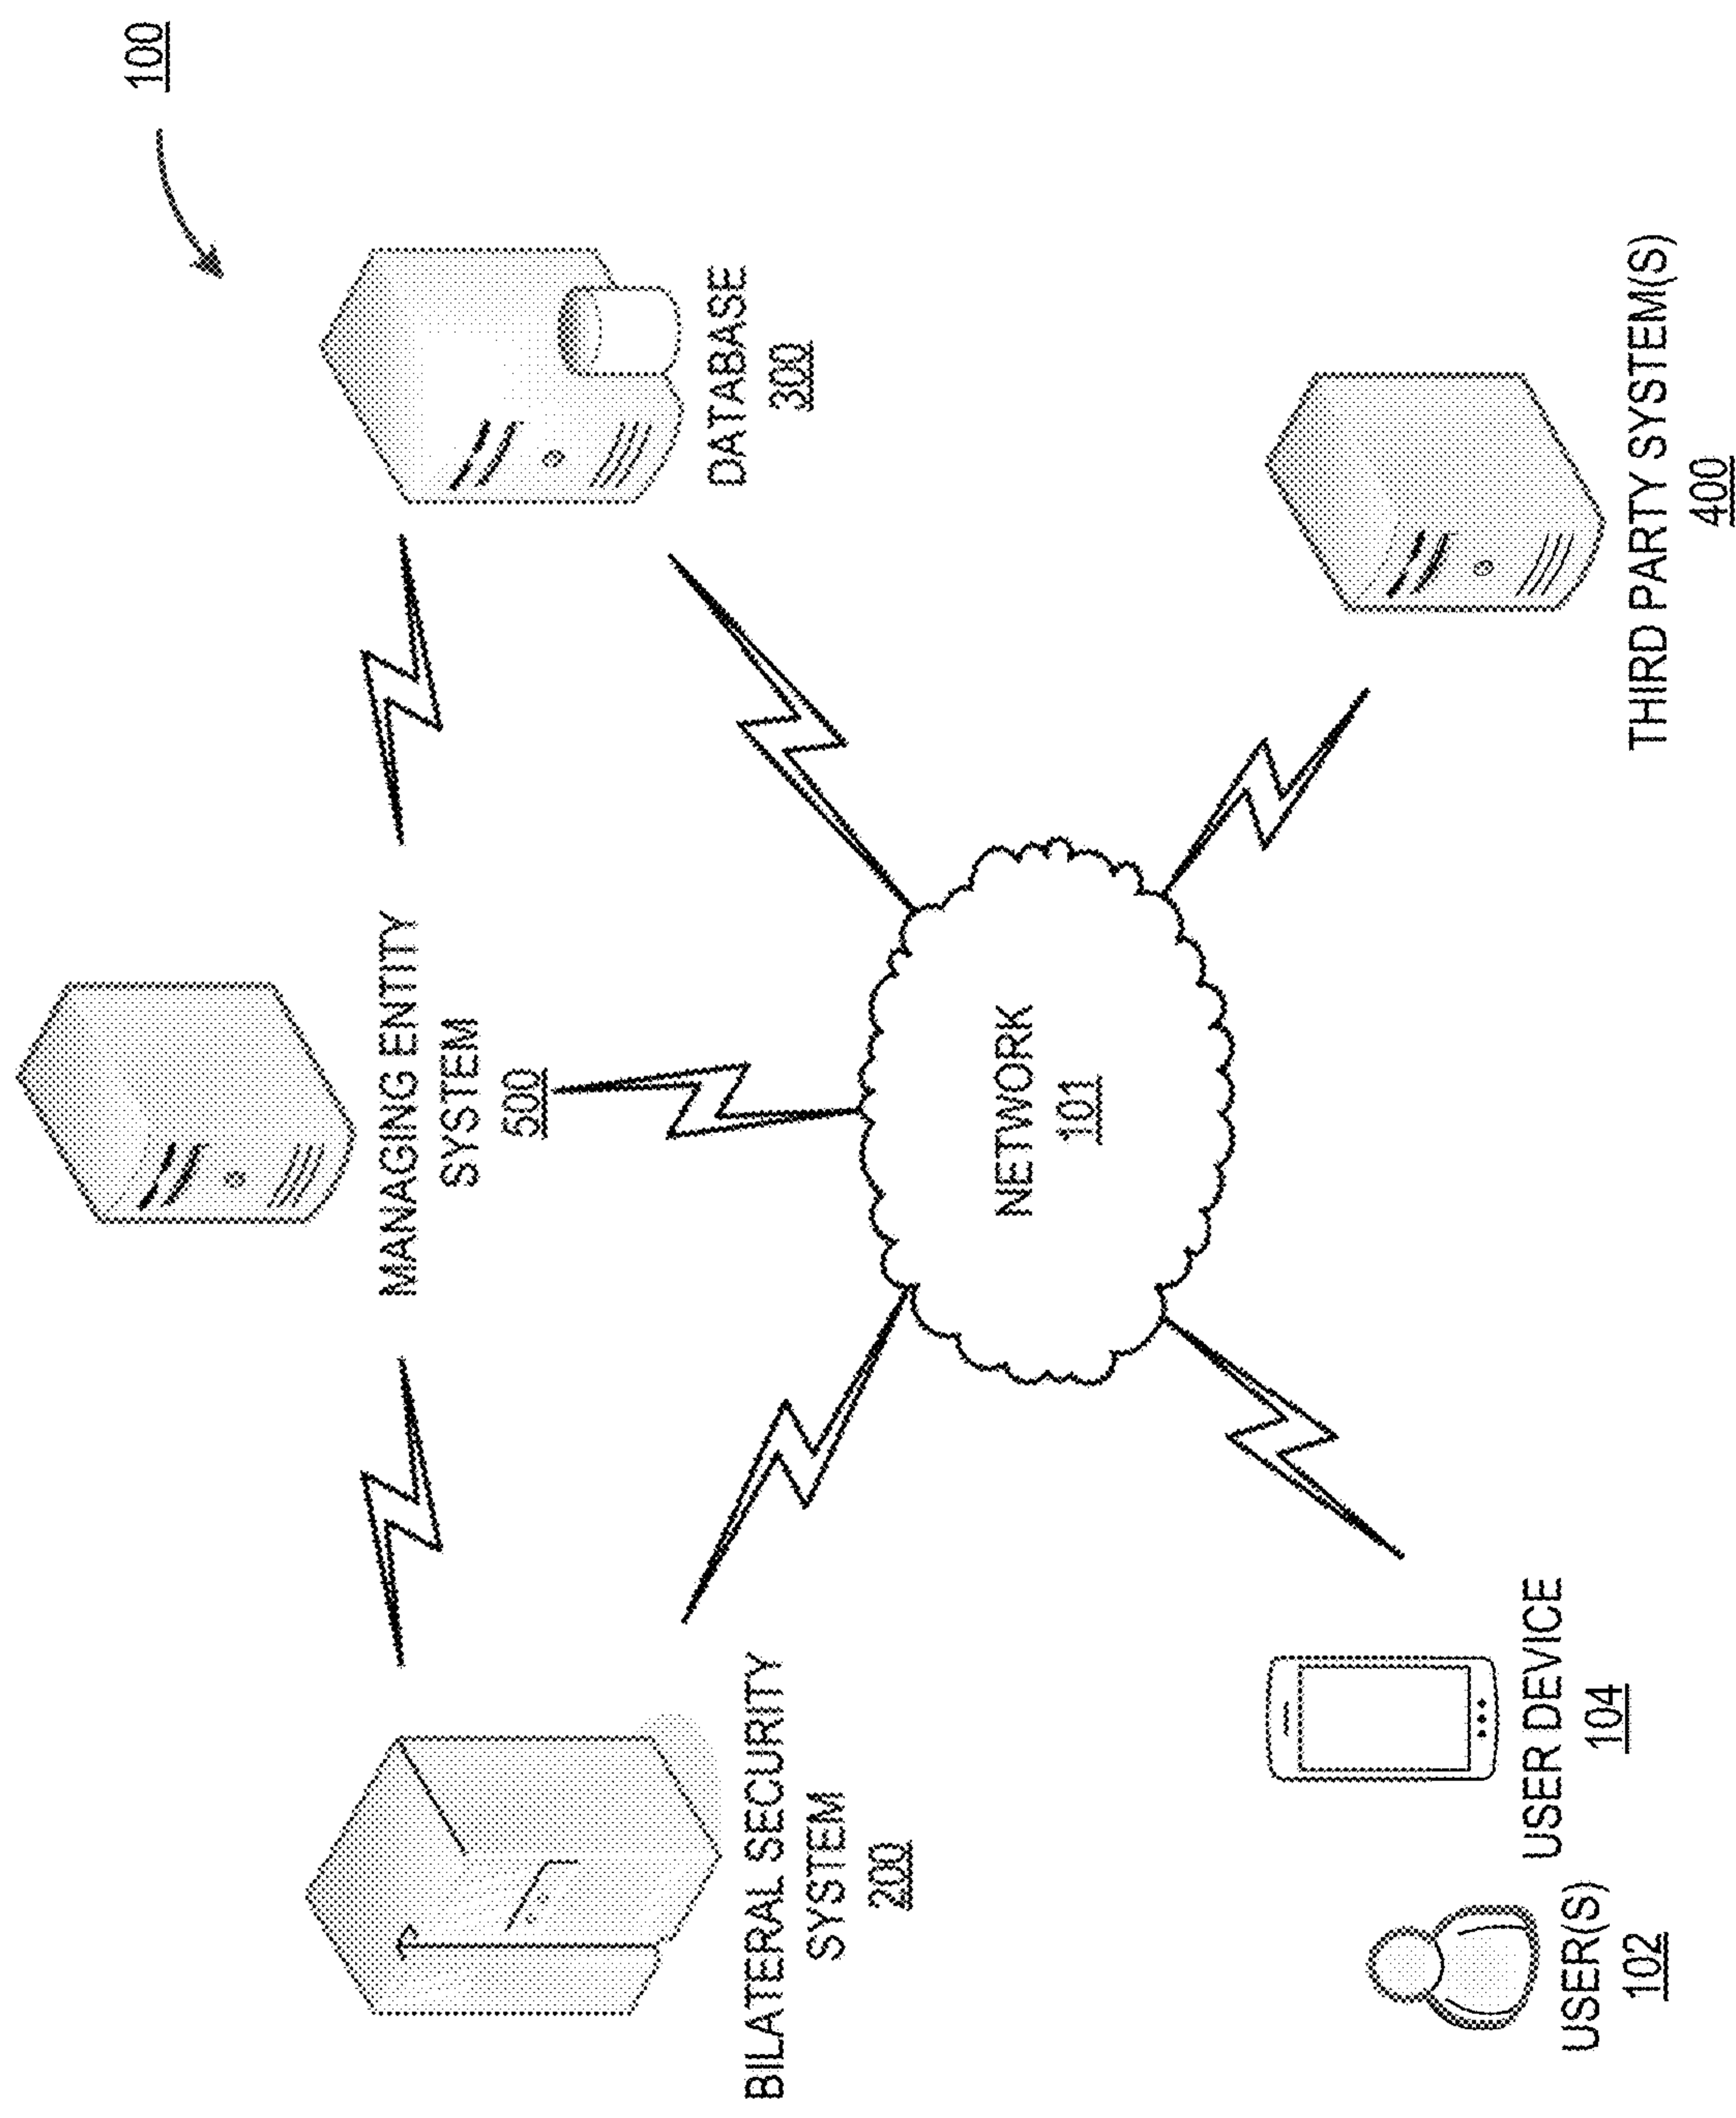 100
MANAGING ENTITY
SYSTEM
500
DATABASE
300
BILATERAL SECURITY
SYSTEM
200
NETWORK
101
USER(S)
102
USER DEVICE
104
THIRD PARTY SYSTEM(S)
400